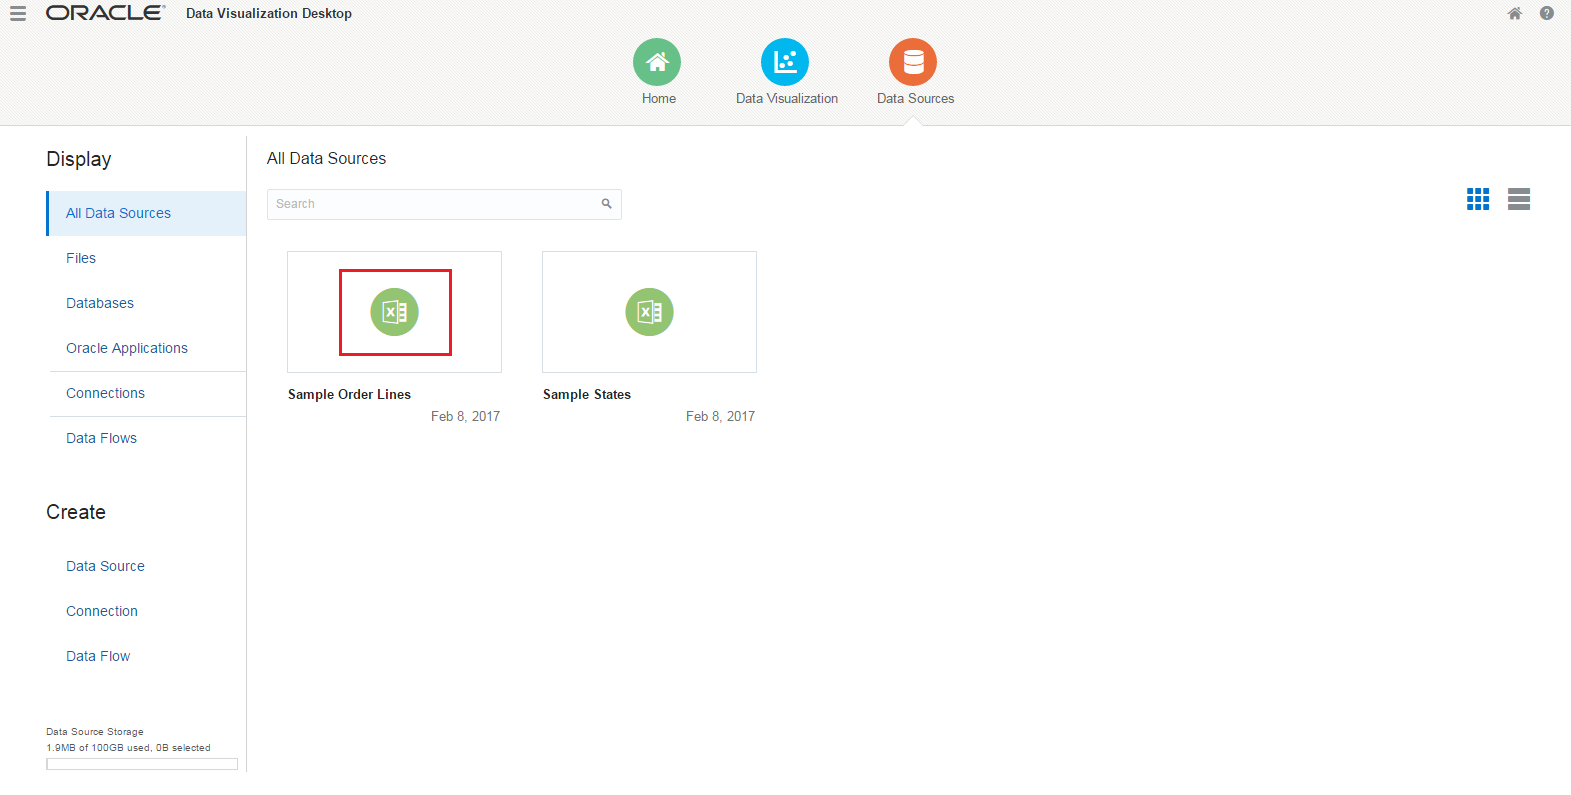 ORACLE® Data Visualization Desktop
Home
Data Visualization
Data Sources
Display
All Data Sources
Files
Databases
Oracle Applications
Connections
Data Flows
Create
Data Source
Connection
Data Flow
Data Source Storage
1.9MB of 100GB used, 0B selected
All Data Sources
Search
Sample Order Lines
Feb 8, 2017
Sample States
Feb 8, 2017